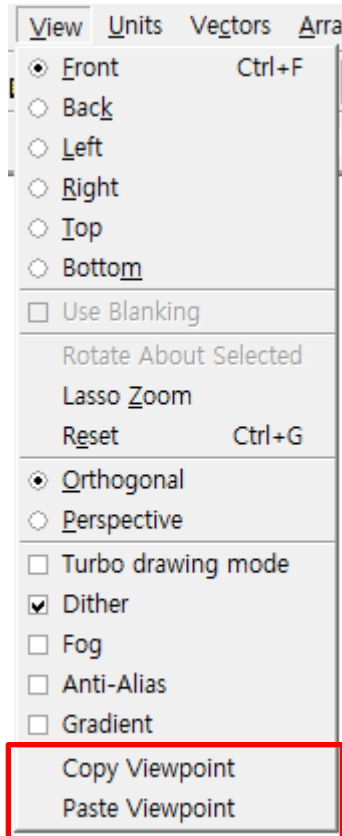 View Units Vectors Arra
Front Ctrl+F
Back
Left
Right
Top
Bottom
Use Blanking
Rotate About Selected
Lasso Zoom
Reset Ctrl+G
Orthogonal
Perspective
Turbo drawing mode
Dither
Fog
Anti-Alias
Gradient
Copy Viewpoint
Paste Viewpoint